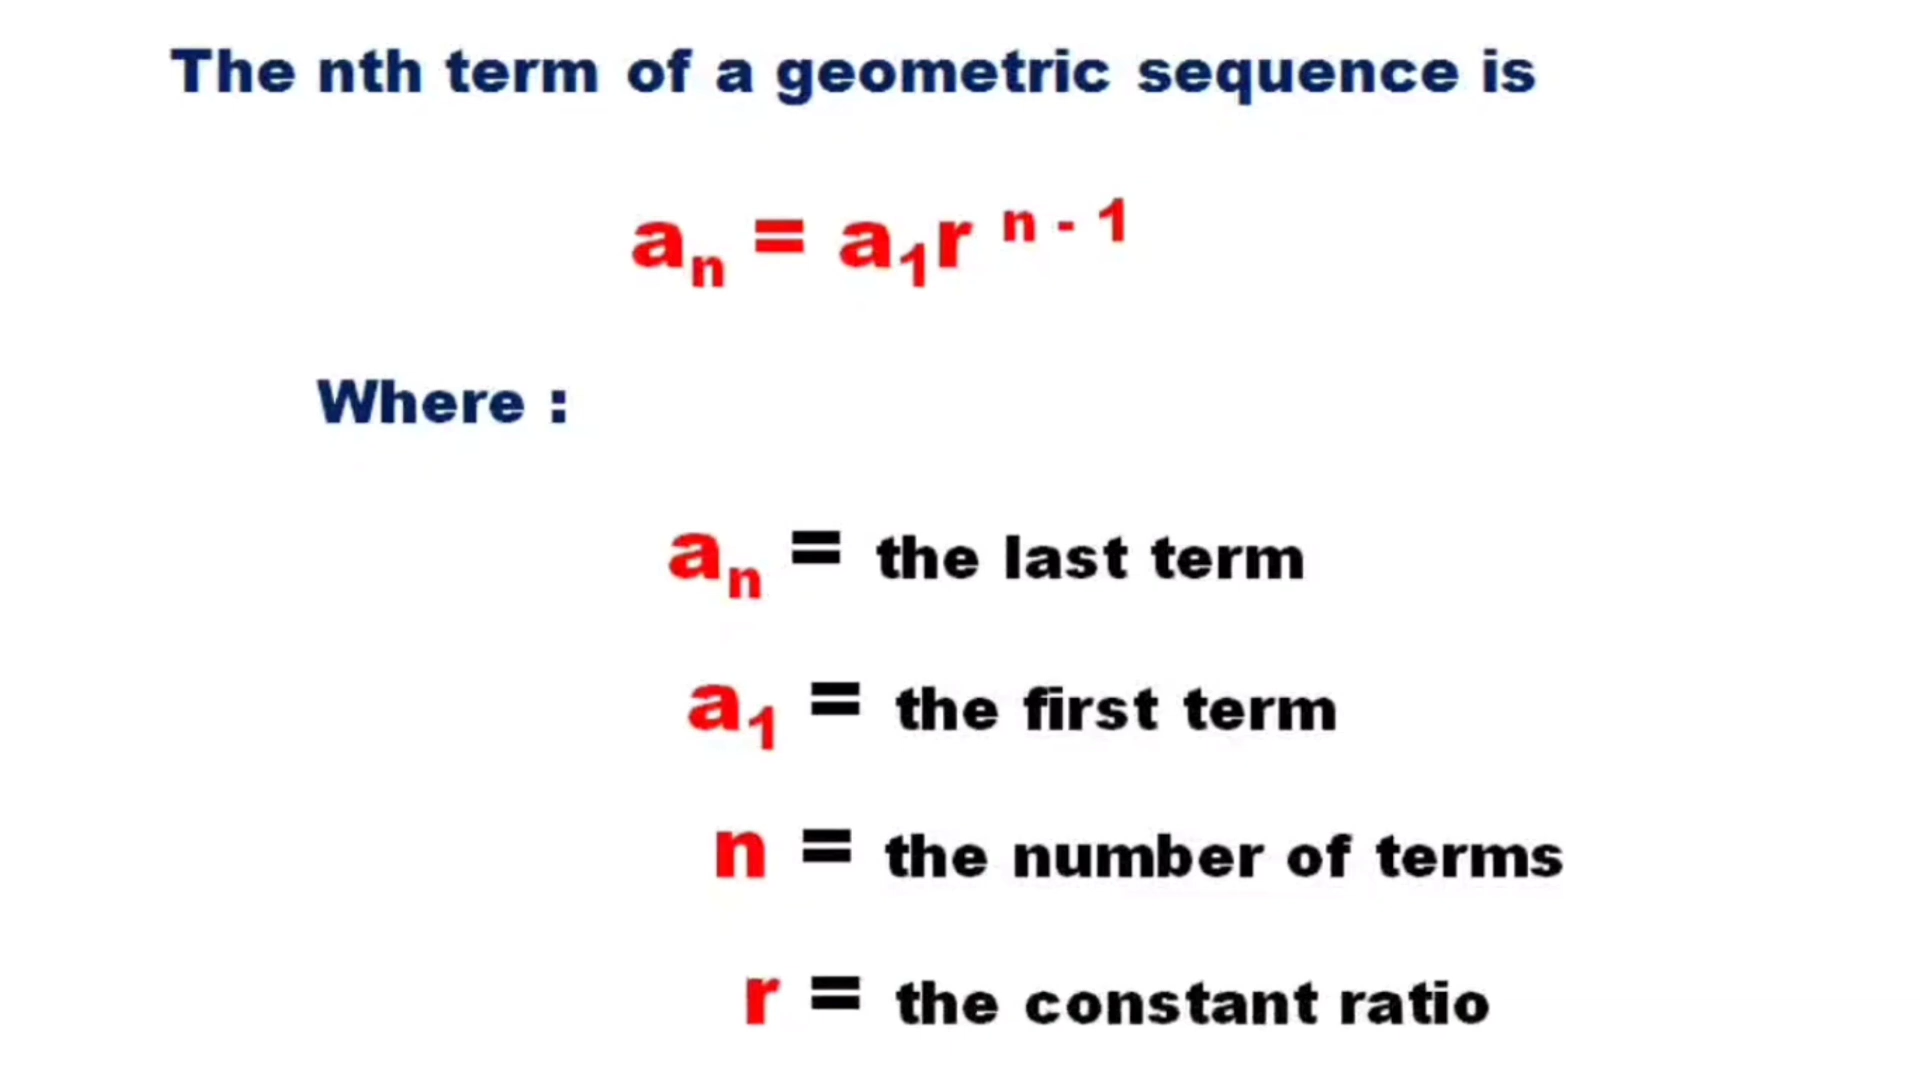 The nth term of a geometric sequence is
aₙ = a₁r ⁿ ⁻ ¹
Where :
aₙ = the last term
a₁ = the first term
n = the number of terms
r = the constant ratio